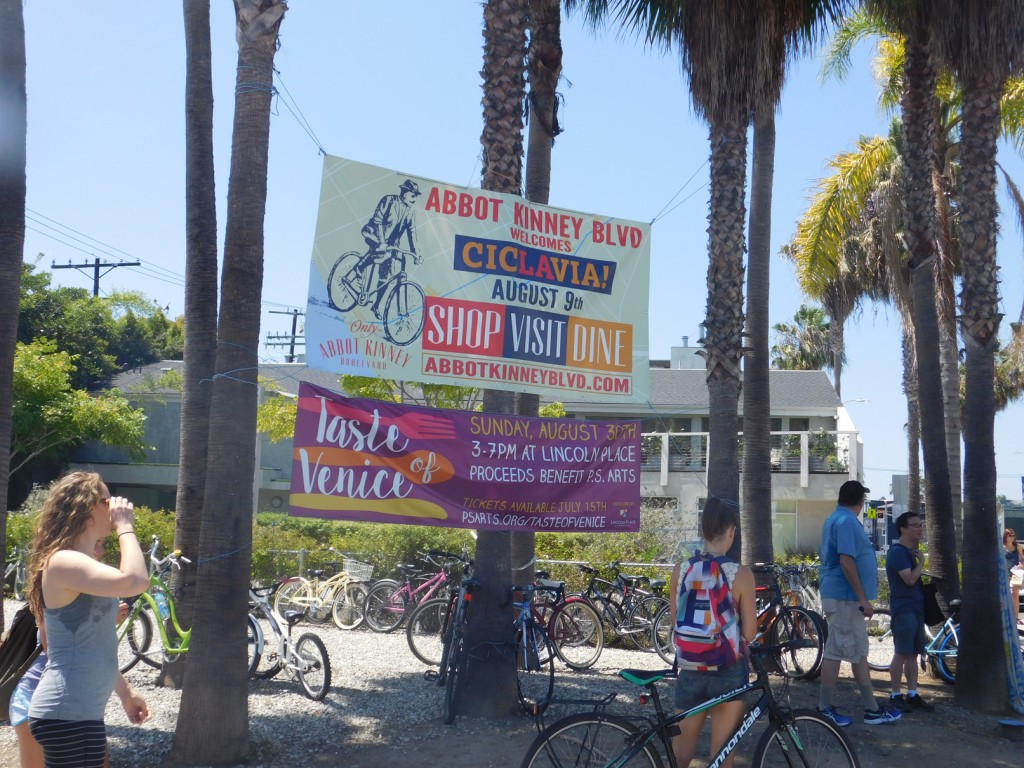 ABBOT KINNEY BLVD
WELCOMES
CICLAVIA!
AUGUST 9th
SHOP VISIT DINE
ABBOTKINNEYBLVD.COM
Only
ABBOT KINNEY
BOULEVARD
Taste
of
Venice
SUNDAY, AUGUST 30TH
3-7PM AT LINCOLN PLACE
PROCEEDS BENEFIT P.S. ARTS
TICKETS AVAILABLE JULY 15TH
PSARTS.ORG/TASTEOFVENICE
LINCOLN PLACE
cannondale